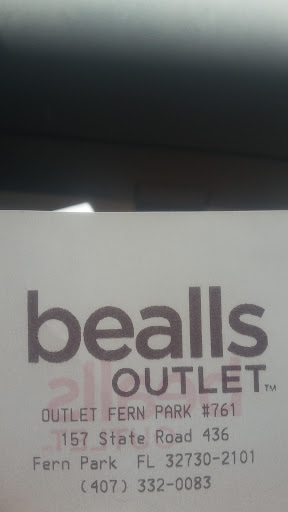 bealls
OUTLET™
OUTLET FERN PARK #761
157 State Road 436
Fern Park FL 32730-2101
(407) 332-0083